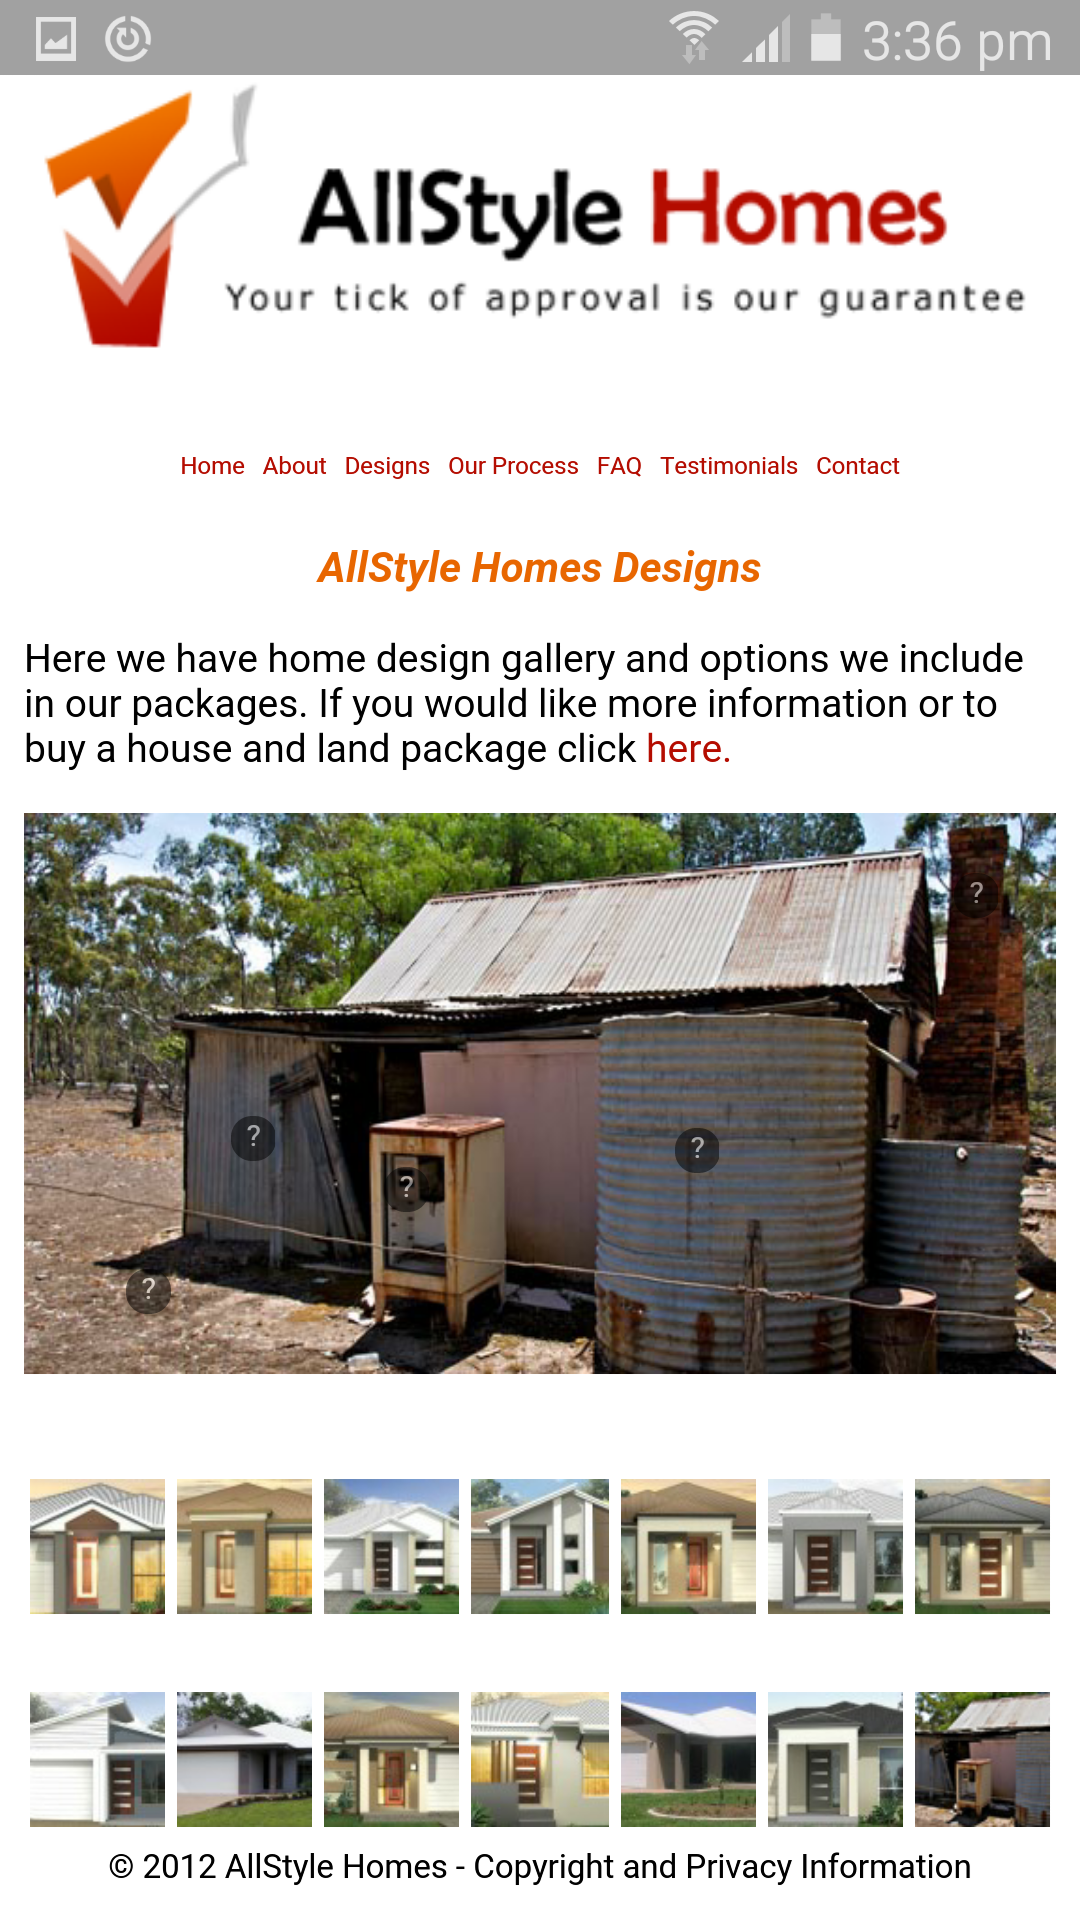 3:36 pm
AllStyle Homes
Your tick of approval is our guarantee
Home About Designs Our Process FAQ Testimonials Contact
AllStyle Homes Designs
Here we have home design gallery and options we include
in our packages. If you would like more information or to
buy a house and land package click here.
?
?
?
?
?
© 2012 AllStyle Homes - Copyright and Privacy Information